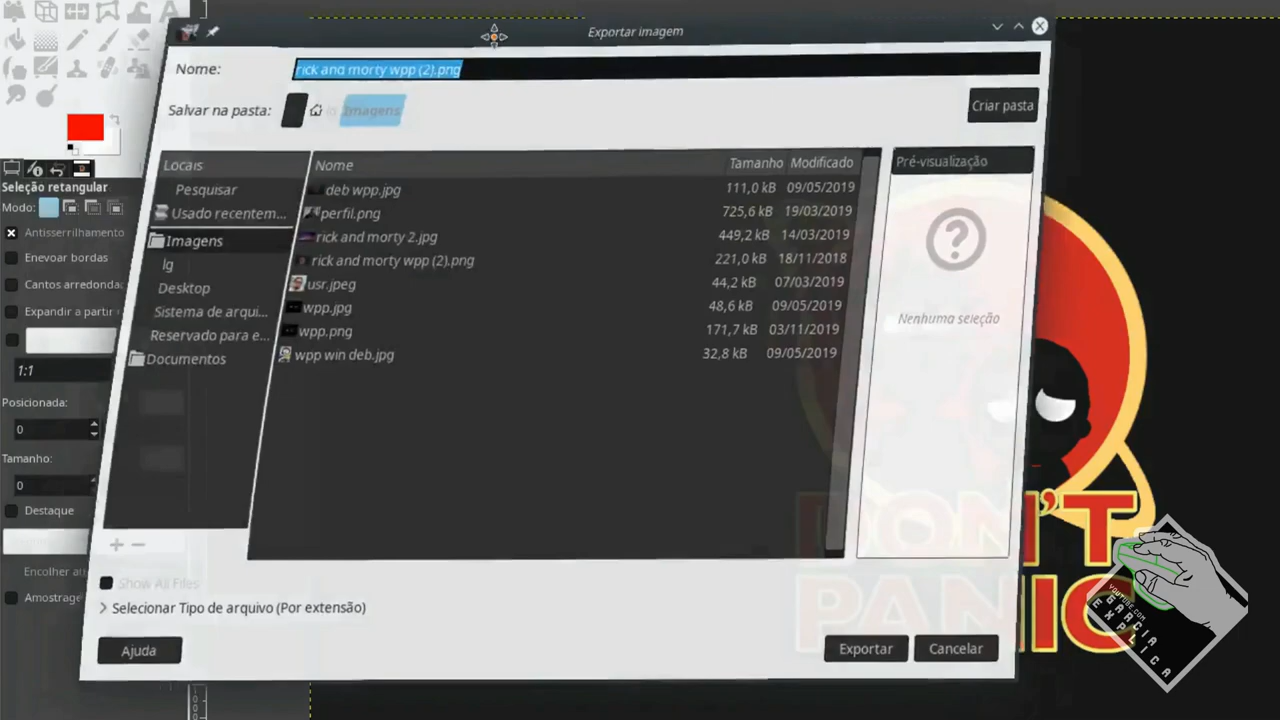 Exportar imagem
Nome:
rick and morty wpp (2).png
Salvar na pasta:
Imagens
Criar pasta
Locais
Pesquisar
Usado recentem...
Imagens
lg
Desktop
Sistema de arqui...
Reservado para e...
Documentos
Nome Tamanho Modificado
deb wpp.jpg 111,0 kB 09/05/2019
perfil.png 725,6 kB 19/03/2019
rick and morty 2.jpg 449,2 kB 14/03/2019
rick and morty wpp (2).png 221,0 kB 18/11/2018
usr.jpeg 44,2 kB 07/03/2019
wpp.jpg 48,6 kB 09/05/2019
wpp.png 171,7 kB 03/11/2019
wpp win deb.jpg 32,8 kB 09/05/2019
Pré-visualização
Nenhuma seleção
Show All Files
Selecionar Tipo de arquivo (Por extensão)
Ajuda
Exportar
Cancelar
Seleção retangular
Modo:
Antisserrilhamento
Enevoar bordas
Cantos arredonda
Expandir a partir
1:1
Posicionada:
0
Tamanho:
0
Destaque
Encolher
Amostrage
DON'T
PANIC
YOUTUBE.COM
EGARCIA
EXPLICA